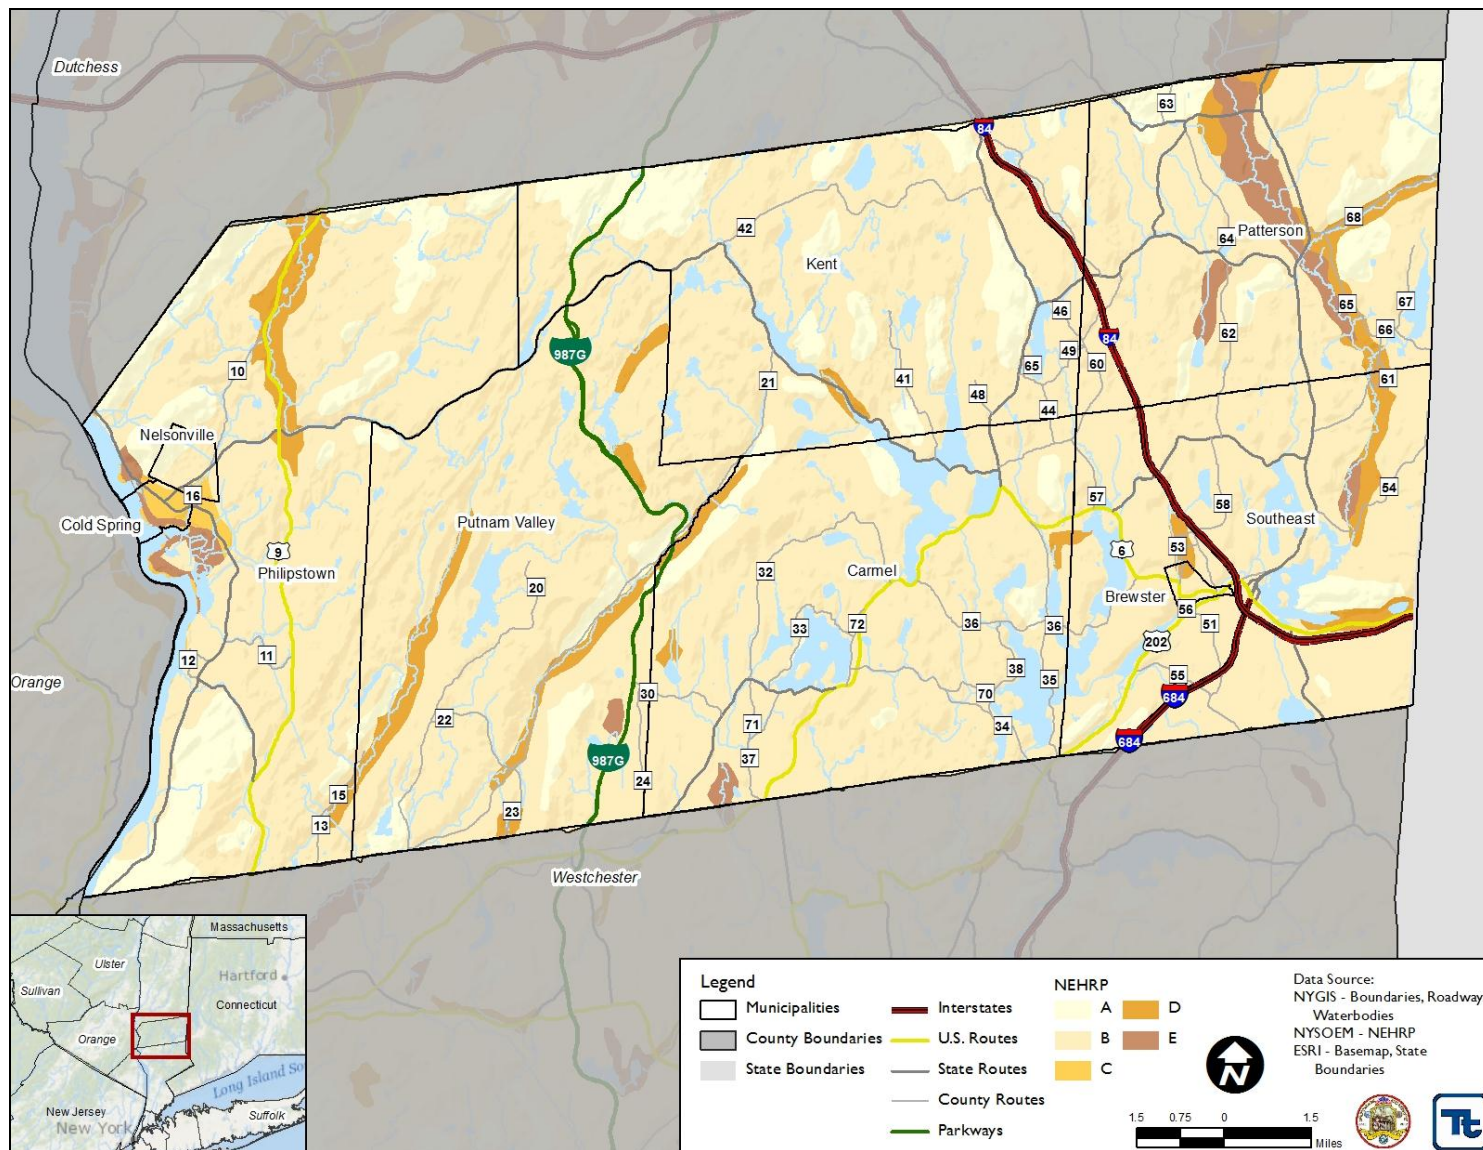 Dutchess
63
84
42
Kent
68
64
Patterson
46
65
67
66
84
62
987G
10
21
41
65
49
60
61
48
44
Nelsonville
16
57
54
58
Cold Spring
Putnam Valley
Southeast
9
6
53
Philipstown
20
32
Carmel
Brewster
56
33
72
36
36
51
12
11
202
Orange
38
35
55
30
70
684
22
71
34
684
987G
37
24
15
13
23
Westchester
Massachusetts
Ulster
Hartford
Sullivan
Connecticut
Orange
New Jersey
New York
Suffolk
Legend
Municipalities
County Boundaries
State Boundaries
Interstates
U.S. Routes
State Routes
County Routes
Parkways
NEHRP
A
B
C
D
E
N
Data Source:
NYGIS - Boundaries, Roadway
Waterbodies
NYSOEM - NEHRP
ESRI - Basemap, State
Boundaries
1.5 0.75 0 1.5
Miles
Tt